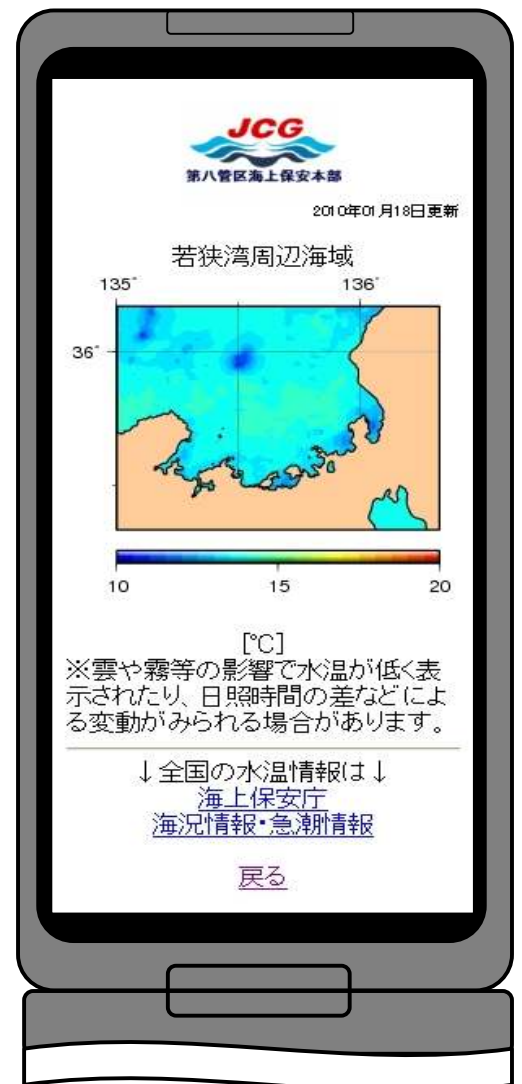 JCG
第八管区海上保安本部
2010年01月18日更新
若狭湾周辺海域
135° 136°
36°
10 15 20
[℃]
※雲や霧等の影響で水温が低く表
示されたり、日照時間の差などによ
る変動がみられる場合があります。
↓全国の水温情報は↓
海上保安庁
海況情報・急潮情報
戻る